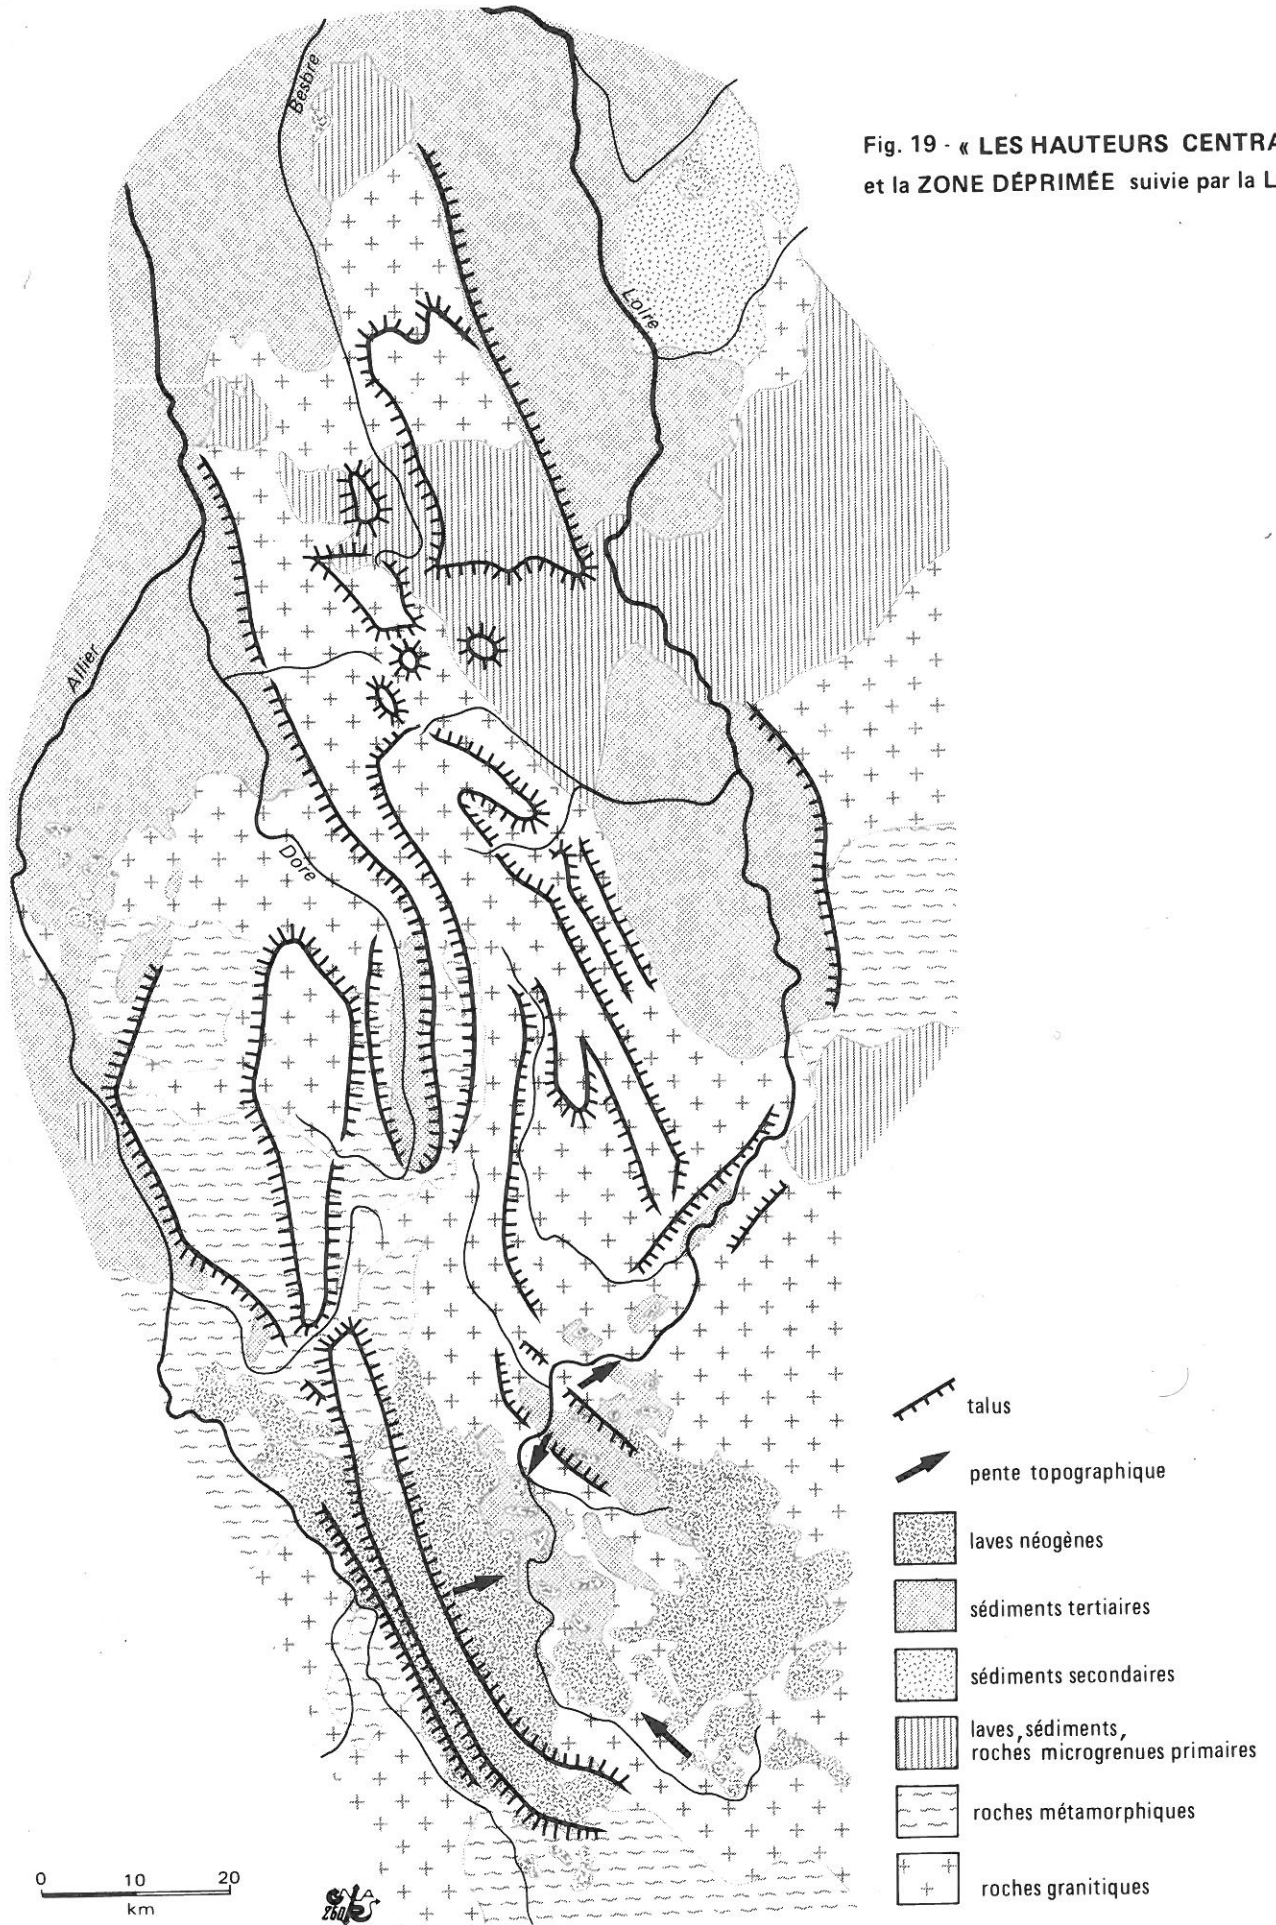 Fig. 19 - « LES HAUTEURS CENTRA
et la ZONE DÉPRIMÉE suivie par la L
Besbre
Loire
Allier
Dore
talus
pente topographique
laves néogènes
sédiments tertiaires
sédiments secondaires
laves, sédiments,
roches microgrenues primaires
roches métamorphiques
roches granitiques
0 10 20
km